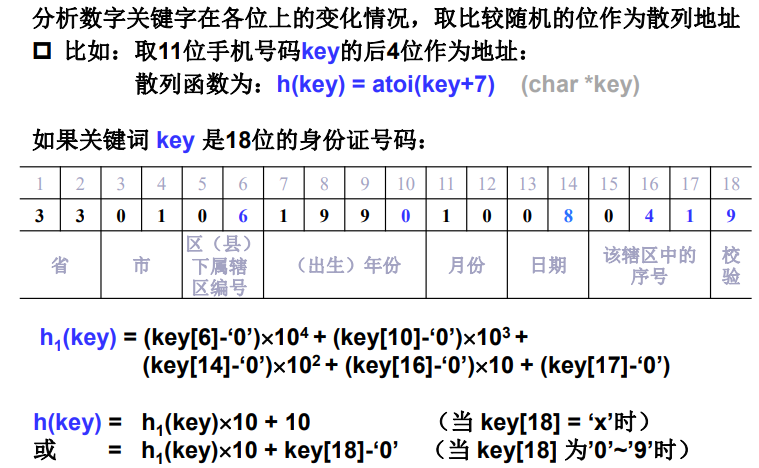 分析数字关键字在各位上的变化情况，取比较随机的位作为散列地址
比如：取11位手机号码key的后4位作为地址：
散列函数为：h(key) = atoi(key+7) (char *key)
如果关键词 key 是18位的身份证号码：
1 2 3 4 5 6 7 8 9 10 11 12 13 14 15 16 17 18
3 3 0 1 0 6 1 9 9 0 1 0 0 8 0 4 1 9
省 市 区（县）下属辖区编号 （出生）年份 月份 日期 该辖区中的序号 校验
h₁(key) = (key[6]-‘0’)×10⁴ + (key[10]-‘0’)×10³ +
(key[14]-‘0’)×10² + (key[16]-‘0’)×10 + (key[17]-‘0’)
h(key) = h₁(key)×10 + 10 （当 key[18] = ‘x’时）
或 = h₁(key)×10 + key[18]-‘0’ （当 key[18] 为’0’~’9’时）